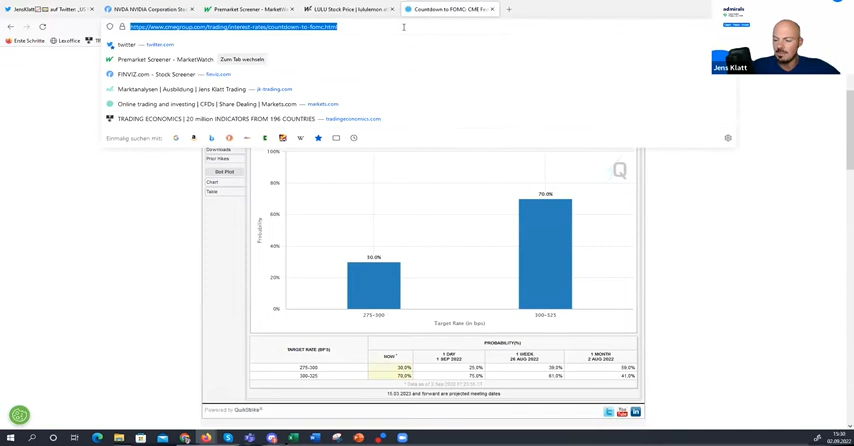 JensKlatt auf Twitter: „US
NVDA NVIDIA Corporation Sto
Premarket Screener - MarketWa
LULU Stock Price | lululemon at
Countdown to FOMC: CME Fe
https://www.cmegroup.com/trading/interest-rates/countdown-to-fomc.html
Erste Schritte
Lexoffice
twitter — twitter.com
Premarket Screener - MarketWatch Zum Tab wechseln
FINVIZ.com - Stock Screener — finviz.com
Marktanalysen | Ausbildung | Jens Klatt Trading — jk-trading.com
Online trading and investing | CFDs | Share Dealing | Markets.com — markets.com
TRADING ECONOMICS | 20 million INDICATORS FROM 196 COUNTRIES — tradingeconomics.com
Einmalig suchen mit:
admirals
Jens Klatt
Downloads
Prior Hikes
Dot Plot
Chart
Table
100%
80%
60%
40%
20%
0%
Probability
30.0%
70.0%
275-300
300-325
Target Rate (in bps)
TARGET RATE (BPS)
PROBABILITY(%)
NOW *
1 DAY
1 SEP 2022
1 WEEK
26 AUG 2022
1 MONTH
2 AUG 2022
275-300 30.0% 25.0% 39.0% 59.0%
300-325 70.0% 75.0% 61.0% 41.0%
15.03.2023 and forward are projected meeting dates
Powered by QuikStrike®
15:30
02.09.2022